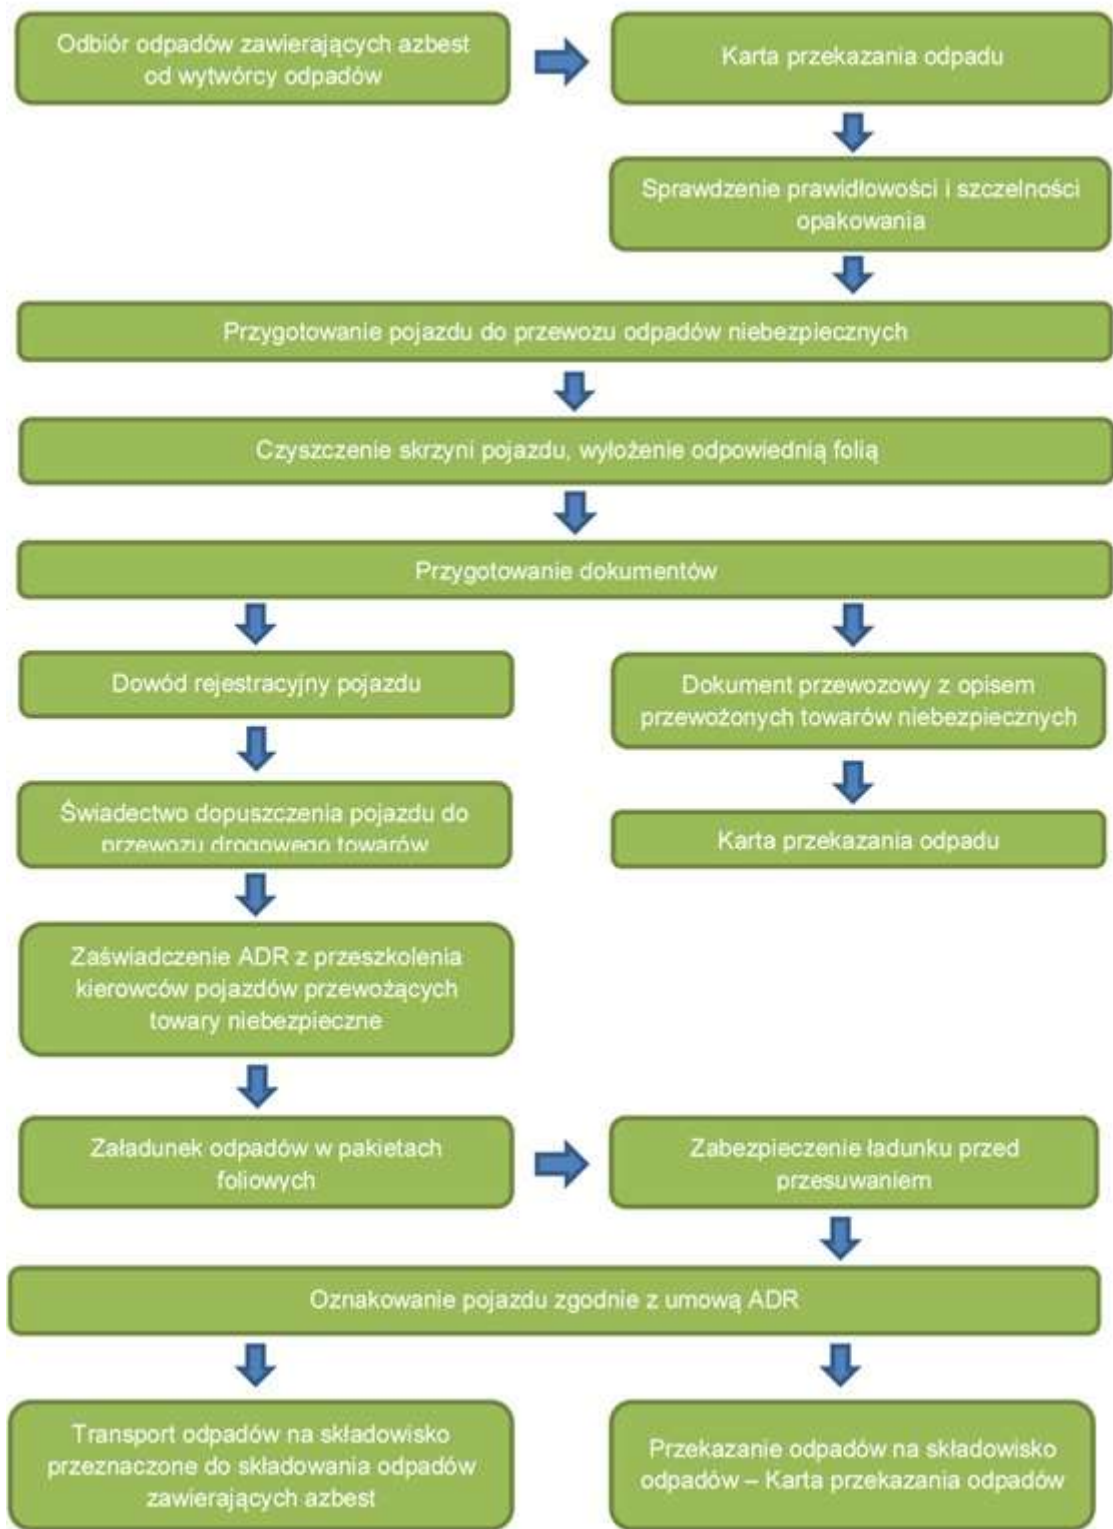 Odbiór odpadów zawierających azbest
od wytwórcy odpadów
Karta przekazania odpadu
Sprawdzenie prawidłowości i szczelności
opakowania
Przygotowanie pojazdu do przewozu odpadów niebezpiecznych
Czyszczenie skrzyni pojazdu, wyłożenie odpowiednią folią
Przygotowanie dokumentów
Dowód rejestracyjny pojazdu
Dokument przewozowy z opisem
przewożonych towarów niebezpiecznych
Świadectwo dopuszczenia pojazdu do
przewozu drogowego towarów
Karta przekazania odpadu
Zaświadczenie ADR z przeszkolenia
kierowców pojazdów przewożących
towary niebezpieczne
Załadunek odpadów w pakietach
foliowych
Zabezpieczenie ładunku przed
przesuwaniem
Oznakowanie pojazdu zgodnie z umową ADR
Transport odpadów na składowisko
przeznaczone do składowania odpadów
zawierających azbest
Przekazanie odpadów na składowisko
odpadów – Karta przekazania odpadów